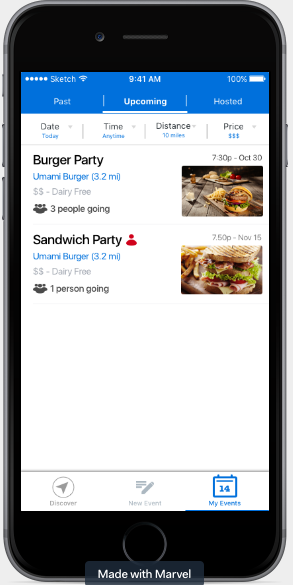 Sketch 9:41 AM 100%
Past Upcoming Hosted
Date Time Distance Price
Today Anytime 10 miles $$$
Burger Party 7:30p - Oct 30
Umami Burger (3.2 mi)
$$ - Dairy Free
3 people going
Sandwich Party 7.50p - Nov 15
Umami Burger (3.2 mi)
$$ - Dairy Free
1 person going
14
Discover New Event My Events
Made with Marvel